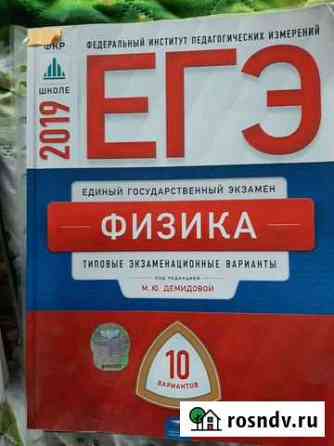 ФЕДЕРАЛЬНЫЙ ИНСТИТУТ ПЕДАГОГИЧЕСКИХ ИЗМЕРЕНИЙ
ШКОЛЕ
2019
ЕГЭ
ЕДИНЫЙ ГОСУДАРСТВЕННЫЙ ЭКЗАМЕН
ФИЗИКА
ТИПОВЫЕ ЭКЗАМЕНАЦИОННЫЕ ВАРИАНТЫ
ПОД РЕДАКЦИЕЙ
М. Ю. ДЕМИДОВОЙ
10
ВАРИАНТОВ
rosndv.ru